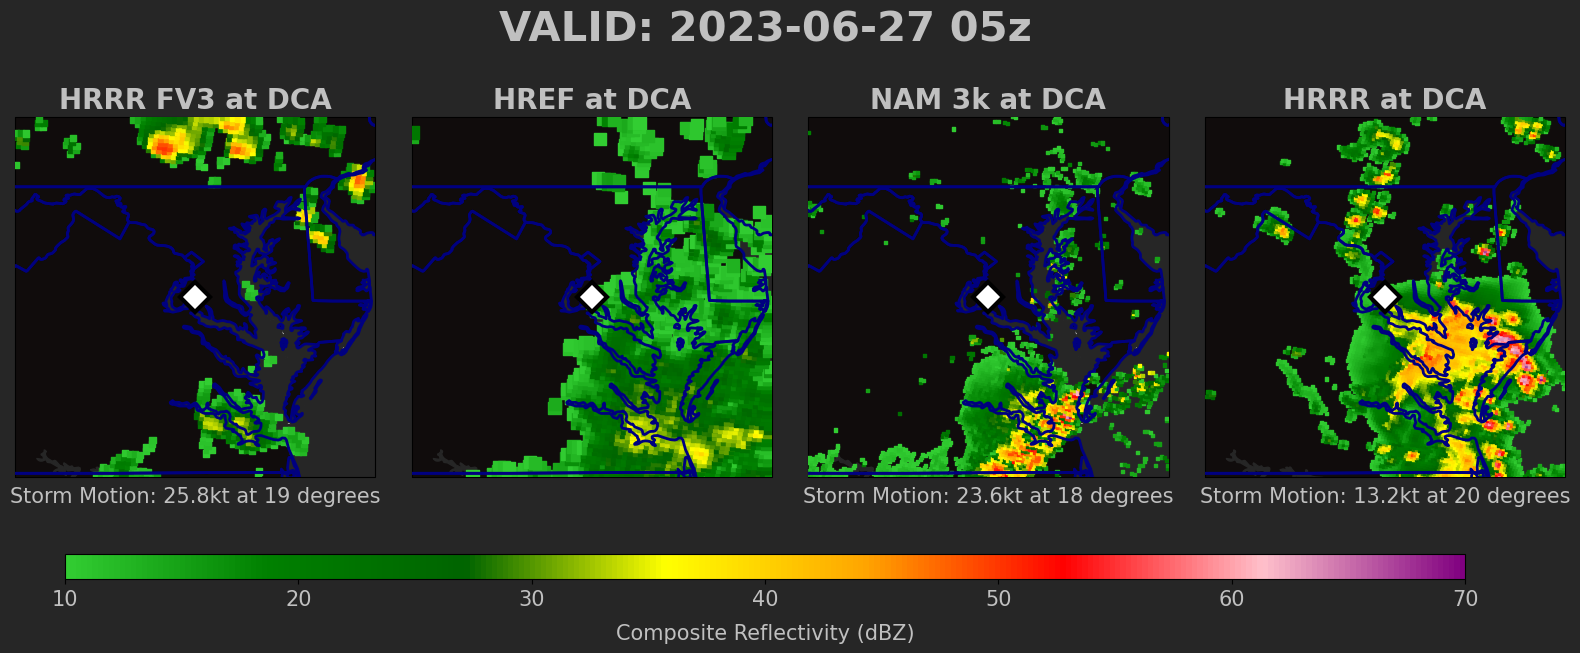 VALID: 2023-06-27 05z
HRRR FV3 at DCA
HREF at DCA
NAM 3k at DCA
HRRR at DCA
Storm Motion: 25.8kt at 19 degrees
Storm Motion: 23.6kt at 18 degrees
Storm Motion: 13.2kt at 20 degrees
10 20 30 40 50 60 70
Composite Reflectivity (dBZ)